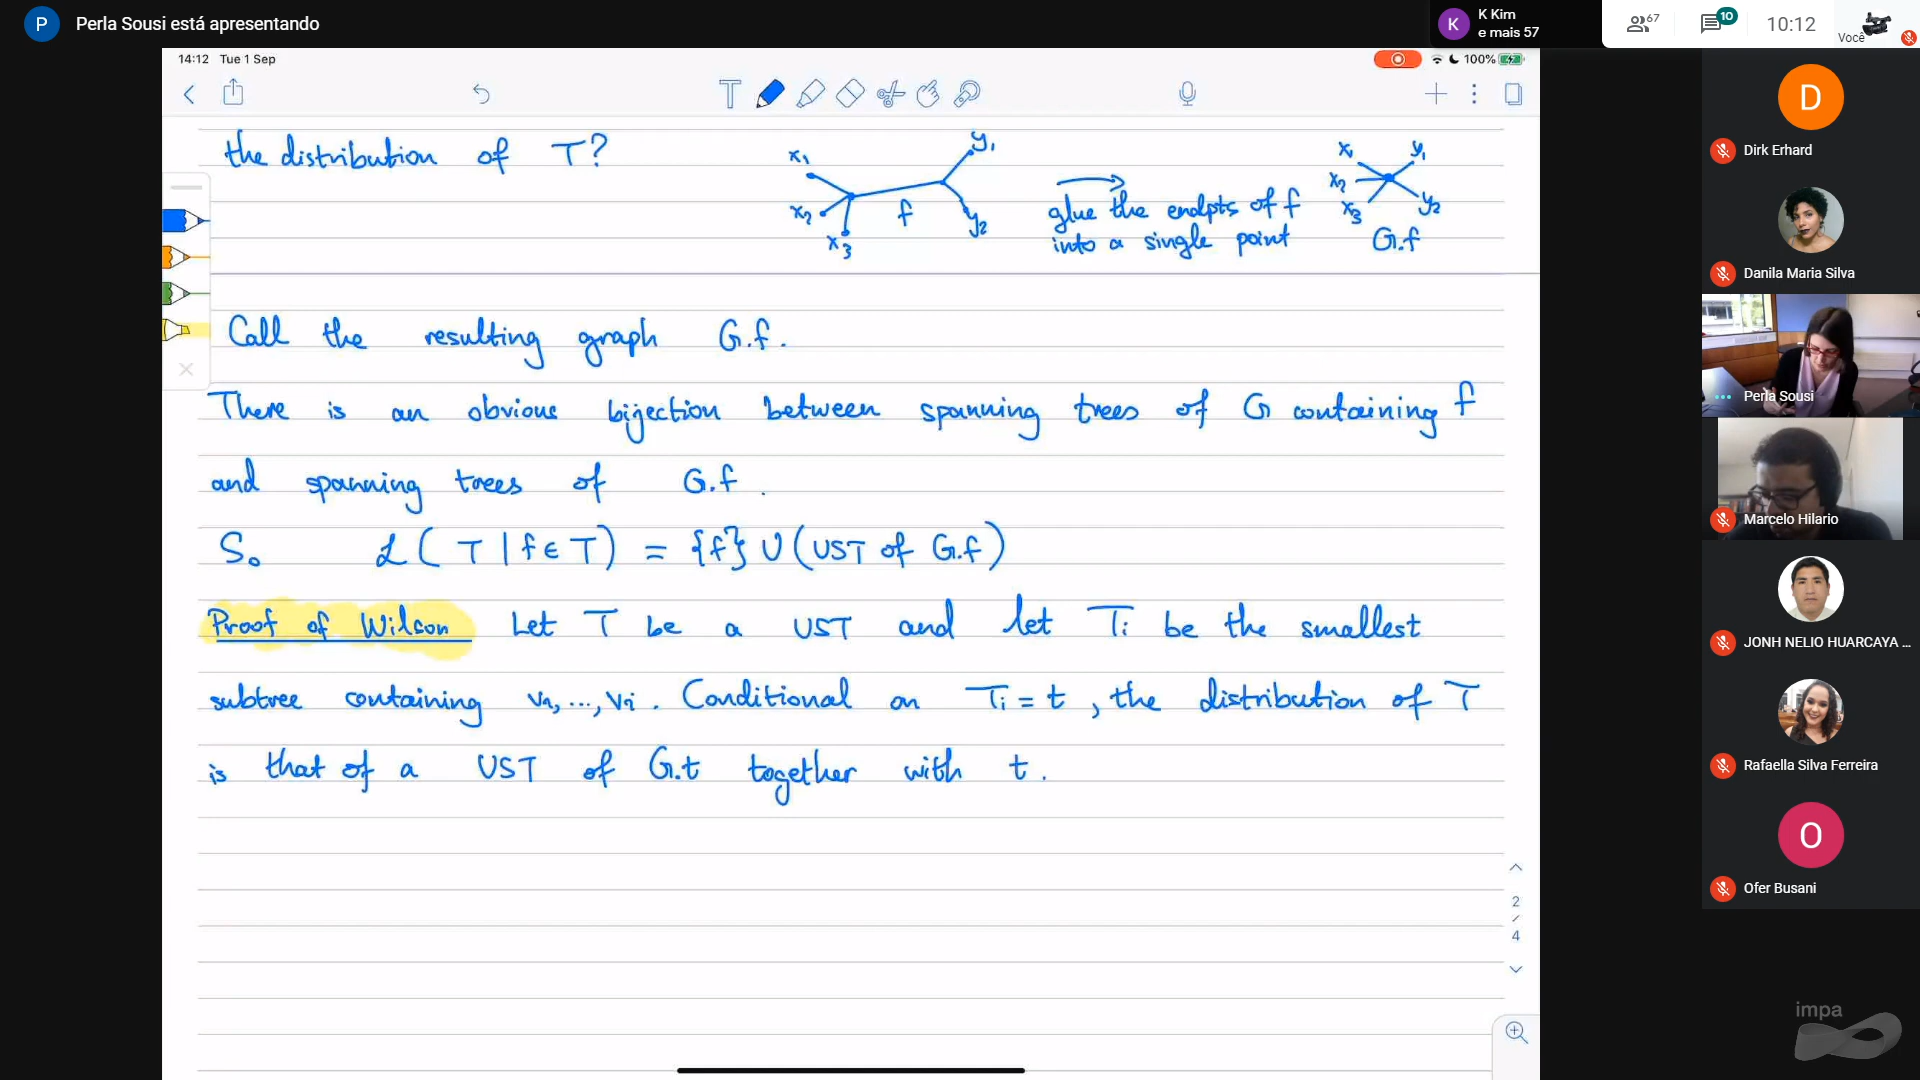 P Perla Sousi está apresentando
K K Kim
e mais 57
67
10
10:12
Você
14:12 Tue 1 Sep
100%
the distribution of T?
x₁
x₂
x₃
f
y₁
y₂
glue the endpts of f
into a single point
x₁
x₂
x₃
y₁
y₂
G.f
Call the resulting graph G.f.
There is an obvious bijection between spanning trees of G containing f
and spanning trees of G.f.
So ℒ(T | f ∈ T) = {f} ∪ (UST of G.f)
Proof of Wilson Let T be a UST and let Tᵢ be the smallest
subtree containing v₁,...,vᵢ. Conditional on Tᵢ = t, the distribution of T
is that of a UST of G.t together with t.
2
/
4
D
Dirk Erhard
Danila Maria Silva
Perla Sousi
Marcelo Hilario
JONH NELIO HUARCAYA ...
Rafaella Silva Ferreira
O
Ofer Busani
impa